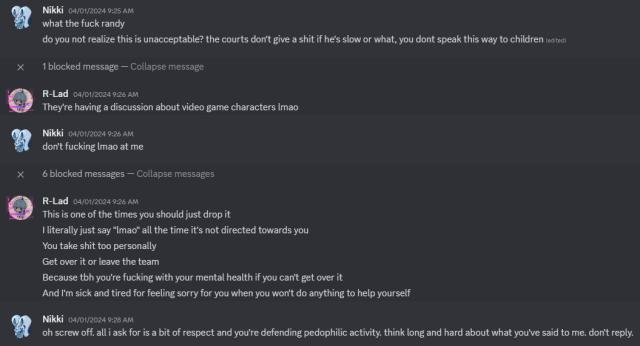 Nikki 04/01/2024 9:25 AM
what the fuck randy
do you not realize this is unacceptable? the courts don't give a shit if he's slow or what, you dont speak this way to children (edited)
1 blocked message — Collapse message
R-Lad 04/01/2024 9:26 AM
They're having a discussion about video game characters lmao
Nikki 04/01/2024 9:26 AM
don't fucking lmao at me
6 blocked messages — Collapse messages
R-Lad 04/01/2024 9:26 AM
This is one of the times you should just drop it
I literally just say "lmao" all the time it's not directed towards you
You take shit too personally
Get over it or leave the team
Because tbh you're fucking with your mental health if you can't get over it
And I'm sick and tired for feeling sorry for you when you won't do anything to help yourself
Nikki 04/01/2024 9:28 AM
oh screw off. all i ask for is a bit of respect and you're defending pedophilic activity. think long and hard about what you've said to me. don't reply.